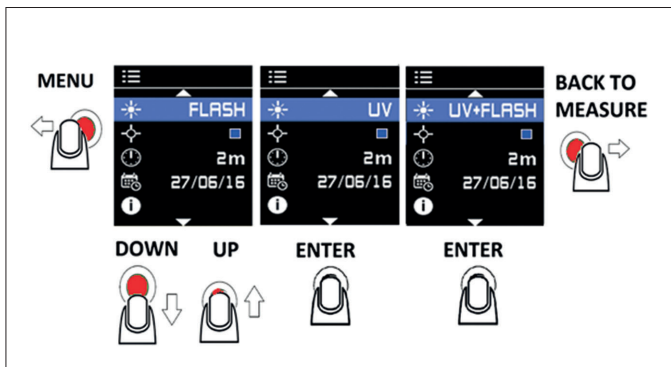 MENU
FLASH
2m
27/06/16
UV
2m
27/06/16
UV+FLASH
2m
27/06/16
BACK TO
MEASURE
DOWN
UP
ENTER
ENTER